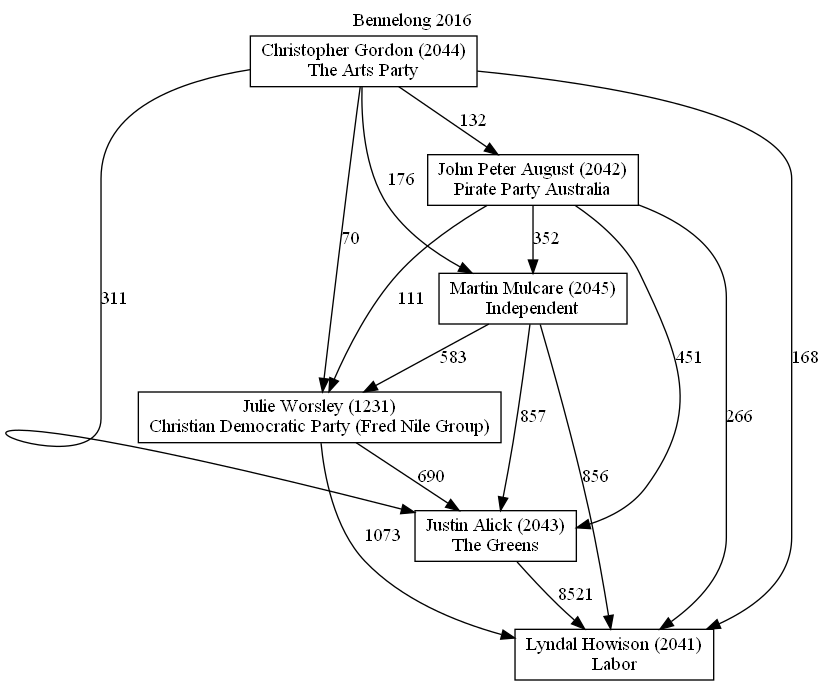 Bennelong 2016
Christopher Gordon (2044)
The Arts Party
132
John Peter August (2042)
Pirate Party Australia
176
70
352
111
311
Martin Mulcare (2045)
Independent
583
451
168
Julie Worsley (1231)
Christian Democratic Party (Fred Nile Group)
857
266
690
856
1073
Justin Alick (2043)
The Greens
8521
Lyndal Howison (2041)
Labor